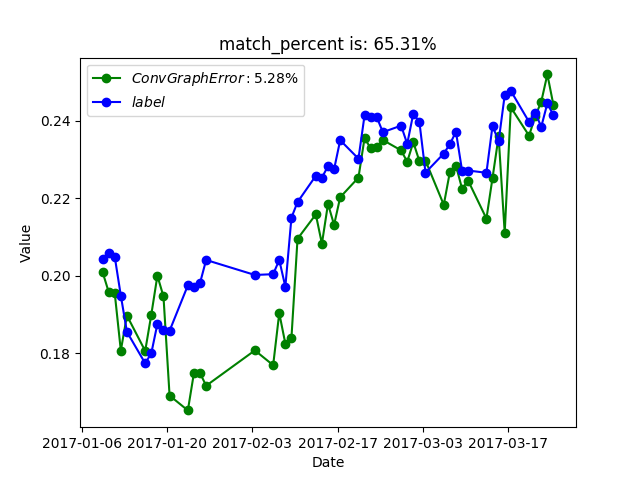 match_percent is: 65.31%
ConvGraphError: 5.28%
label
Value
0.24
0.22
0.20
0.18
2017-01-06 2017-01-20 2017-02-03 2017-02-17 2017-03-03 2017-03-17
Date